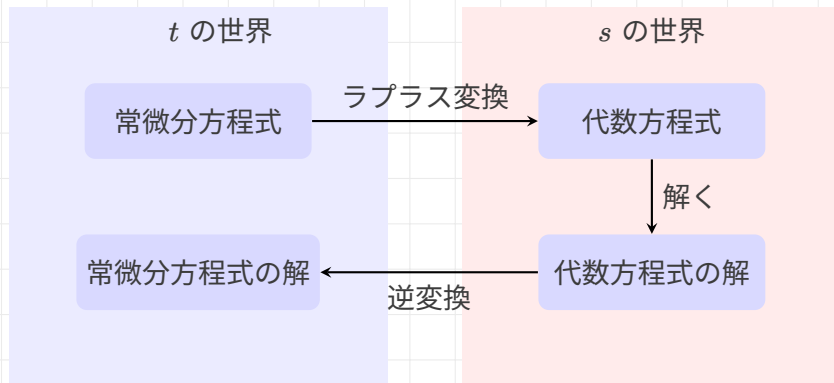 t の世界
s の世界
常微分方程式
ラプラス変換
代数方程式
解く
常微分方程式の解
逆変換
代数方程式の解